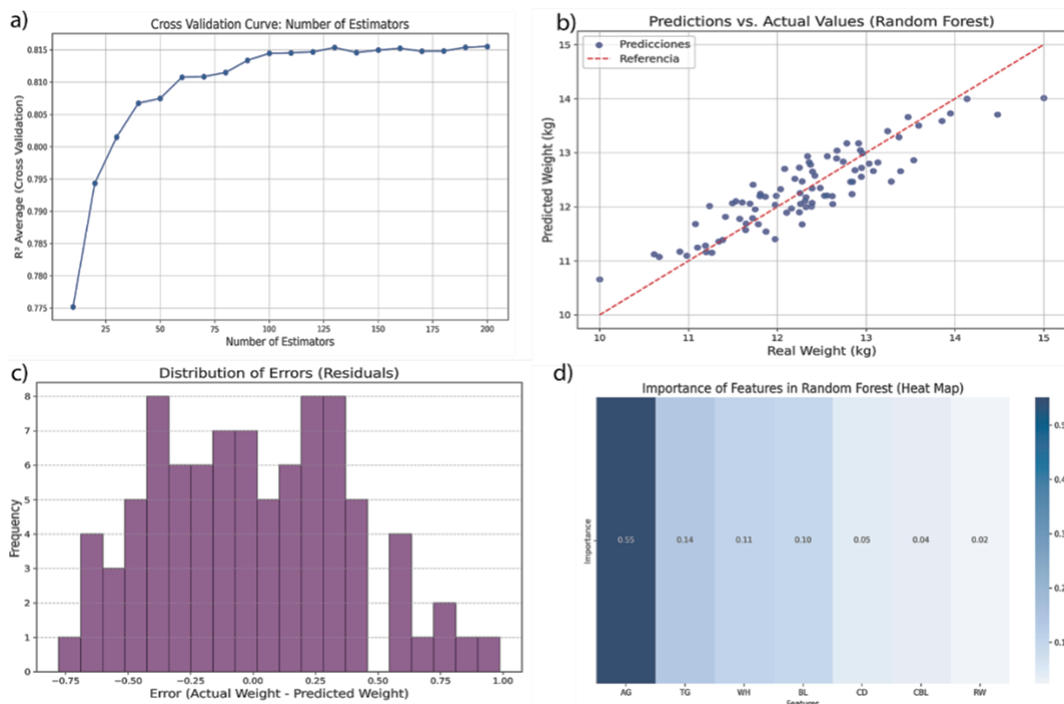 a)
Cross Validation Curve: Number of Estimators
R² Average (Cross Validation)
0.815
0.810
0.805
0.800
0.795
0.790
0.785
0.780
0.775
25 50 75 100 125 150 175 200
Number of Estimators
b)
Predictions vs. Actual Values (Random Forest)
Predicciones
Referencia
Predicted Weight (kg)
15
14
13
12
11
10
10 11 12 13 14 15
Real Weight (kg)
c)
Distribution of Errors (Residuals)
Frequency
8
7
6
5
4
3
2
1
0
−0.75 −0.50 −0.25 0.00 0.25 0.50 0.75 1.00
Error (Actual Weight - Predicted Weight)
d)
Importance of Features in Random Forest (Heat Map)
Importance
0.55 0.14 0.11 0.10 0.05 0.04 0.02
AG TG WH BL CD CBL RW
Features